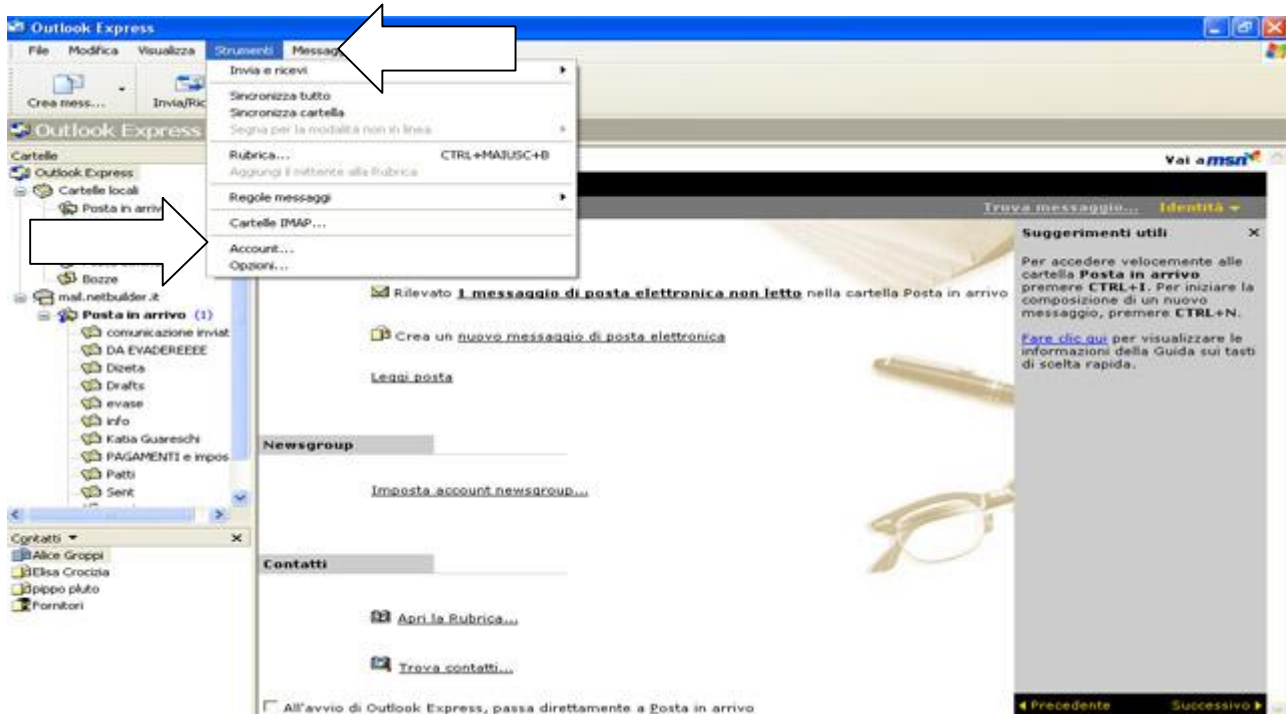 Outlook Express
File Modifica Visualizza Strumenti Messagg
Crea mess... Invia/Ric
Outlook Express
Invia e ricevi
Sincronizza tutto
Sincronizza cartella
Segna per la modalità non in linea
Rubrica... CTRL+MAIUSC+B
Aggiungi il mittente alla Rubrica
Regole messaggi
Cartelle IMAP...
Account...
Opzioni...
Cartelle
Outlook Express
Cartelle locali
Posta in arriv
Bozze
mail.netbuilder.it
Posta in arrivo (1)
comunicazione inviat
DA EVADEREEEE
Dizeta
Drafts
evase
info
Katia Guareschi
PAGAMENTI e impos
Patti
Sent
Contatti
Alice Groppi
Elisa Crocizia
pippo pluto
Fornitori
Vai a msn
Trova messaggio... Identità
Rilevato 1 messaggio di posta elettronica non letto nella cartella Posta in arrivo
Crea un nuovo messaggio di posta elettronica
Leggi posta
Newsgroup
Imposta account newsgroup...
Contatti
Apri la Rubrica...
Trova contatti...
All'avvio di Outlook Express, passa direttamente a Posta in arrivo
Suggerimenti utili
Per accedere velocemente alle
cartella Posta in arrivo
premere CTRL+I. Per iniziare la
composizione di un nuovo
messaggio, premere CTRL+N.
Fare clic qui per visualizzare le
informazioni della Guida sui tasti
di scelta rapida.
Precedente Successivo